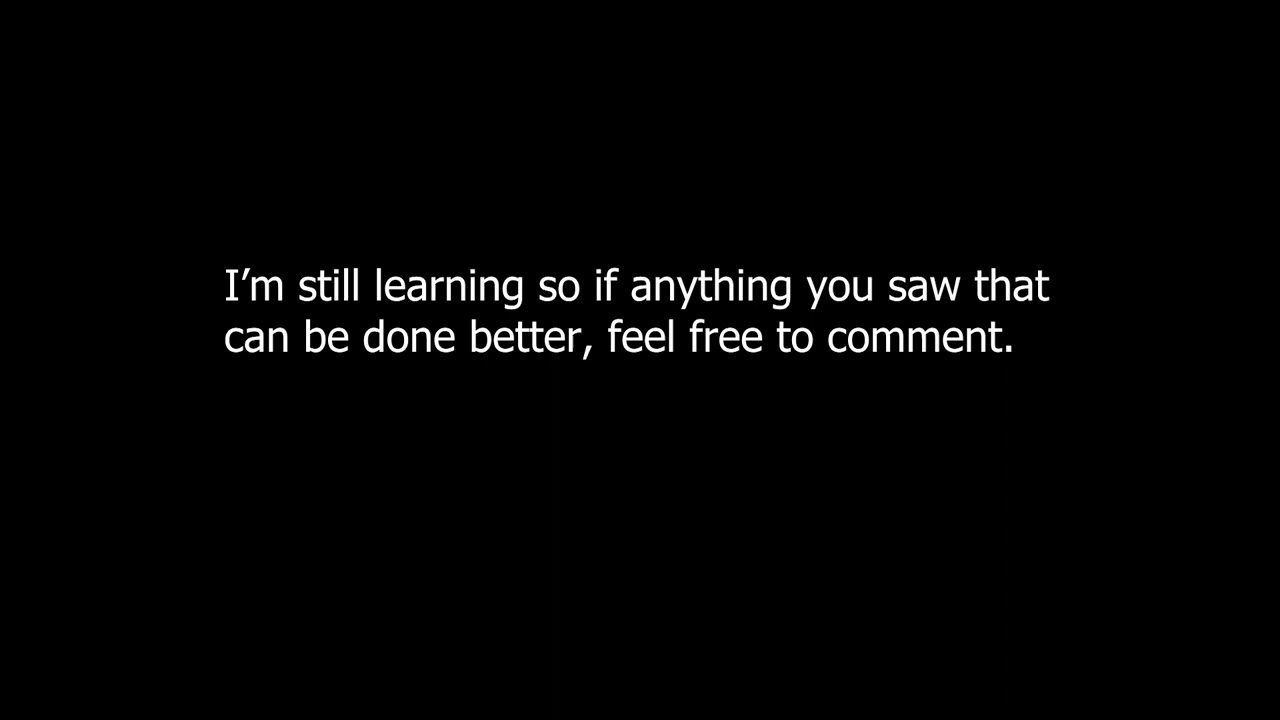 I’m still learning so if anything you saw that
can be done better, feel free to comment.